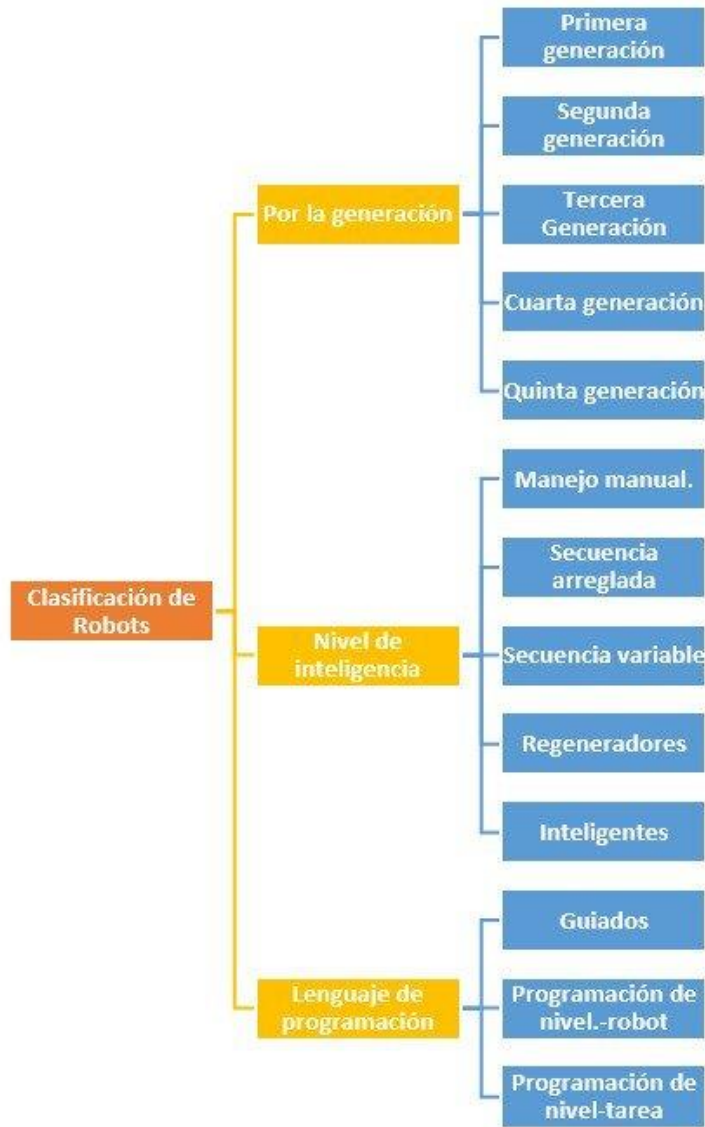 Clasificación de
Robots
Por la generación
Primera
generación
Segunda
generación
Tercera
Generación
Cuarta generación
Quinta generación
Nivel de
inteligencia
Manejo manual.
Secuencia
arreglada
Secuencia variable
Regeneradores
Inteligentes
Lenguaje de
programación
Guiados
Programación de
nivel.-robot
Programación de
nivel-tarea